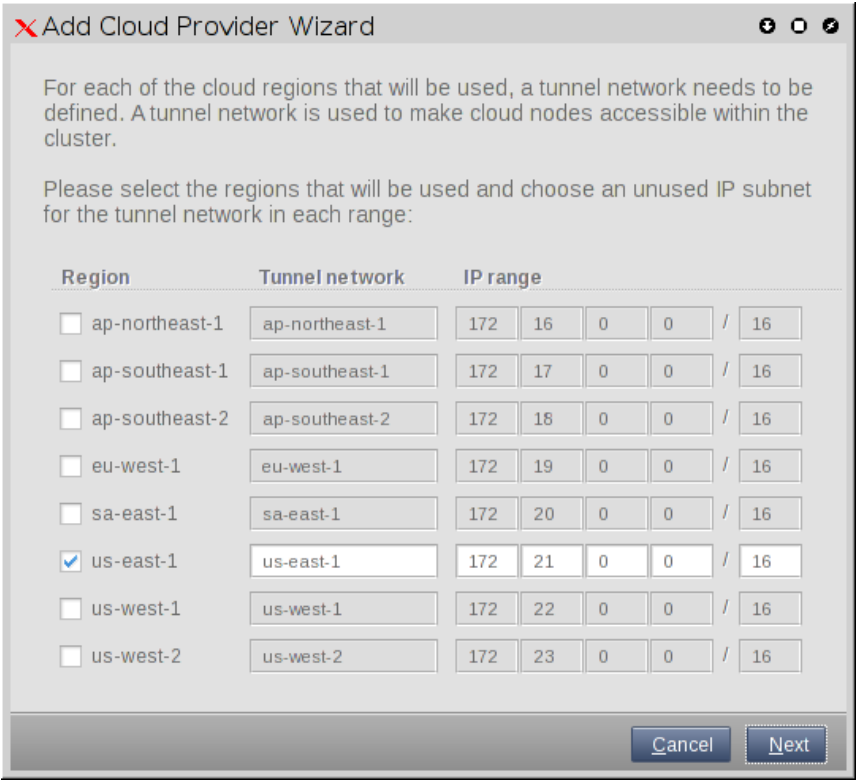 Add Cloud Provider Wizard
For each of the cloud regions that will be used, a tunnel network needs to be
defined. A tunnel network is used to make cloud nodes accessible within the
cluster.
Please select the regions that will be used and choose an unused IP subnet
for the tunnel network in each range:
Region Tunnel network IP range
ap-northeast-1 ap-northeast-1 172 16 0 0 / 16
ap-southeast-1 ap-southeast-1 172 17 0 0 / 16
ap-southeast-2 ap-southeast-2 172 18 0 0 / 16
eu-west-1 eu-west-1 172 19 0 0 / 16
sa-east-1 sa-east-1 172 20 0 0 / 16
us-east-1 us-east-1 172 21 0 0 / 16
us-west-1 us-west-1 172 22 0 0 / 16
us-west-2 us-west-2 172 23 0 0 / 16
Cancel Next